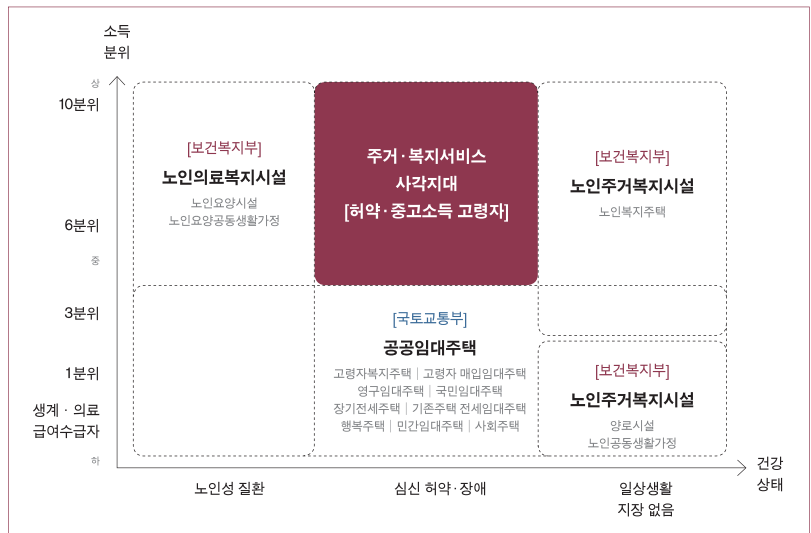 소득
분위
상
10분위
6분위
중
3분위
1분위
생계 · 의료
급여수급자
하
[보건복지부]
노인의료복지시설
노인요양시설
노인요양공동생활가정
주거 · 복지서비스
사각지대
[허약 · 중고소득 고령자]
[보건복지부]
노인주거복지시설
노인복지주택
[국토교통부]
공공임대주택
고령자복지주택 | 고령자 매입임대주택
영구임대주택 | 국민임대주택
장기전세주택 | 기존주택 전세임대주택
행복주택 | 민간임대주택 | 사회주택
[보건복지부]
노인주거복지시설
양로시설
노인공동생활가정
노인성 질환
심신 허약 · 장애
일상생활
지장 없음
건강
상태